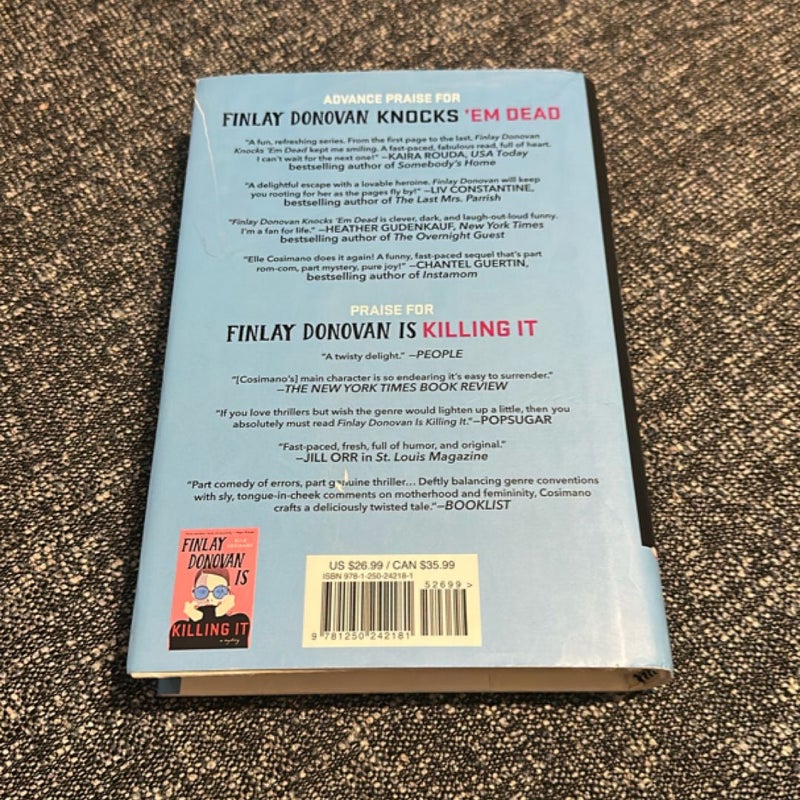 ADVANCE PRAISE FOR
FINLAY DONOVAN KNOCKS 'EM DEAD
"A fun, refreshing series. From the first page to the last, Finlay Donovan
Knocks 'Em Dead kept me smiling. A fast-paced, fabulous read, full of heart.
I can't wait for the next one!" —KAIRA ROUDA, USA Today
bestselling author of Somebody's Home
"A delightful escape with a lovable heroine. Finlay Donovan will keep
you rooting for her as the pages fly by!" —LIV CONSTANTINE,
bestselling author of The Last Mrs. Parrish
"Finlay Donovan Knocks 'Em Dead is clever, dark, and laugh-out-loud funny.
I'm a fan for life." —HEATHER GUDENKAUF, New York Times
bestselling author of The Overnight Guest
"Elle Cosimano does it again! A funny, fast-paced sequel that's part
rom-com, part mystery, pure joy!" —CHANTEL GUERTIN,
bestselling author of Instamom
PRAISE FOR
FINLAY DONOVAN IS KILLING IT
"A twisty delight." —PEOPLE
"[Cosimano's] main character is so endearing it's easy to surrender."
—THE NEW YORK TIMES BOOK REVIEW
"If you love thrillers but wish the genre would lighten up a little, then you
absolutely must read Finlay Donovan Is Killing It."—POPSUGAR
"Fast-paced, fresh, full of humor, and original."
—JILL ORR in St. Louis Magazine
"Part comedy of errors, part genuine thriller... Deftly balancing genre conventions
with sly, tongue-in-cheek comments on motherhood and femininity, Cosimano
crafts a deliciously twisted tale."—BOOKLIST
FINLAY
DONOVAN
IS
KILLING IT
a mystery
US $26.99 / CAN $35.99
ISBN 978-1-250-24218-1
52699>
9 781250 242181